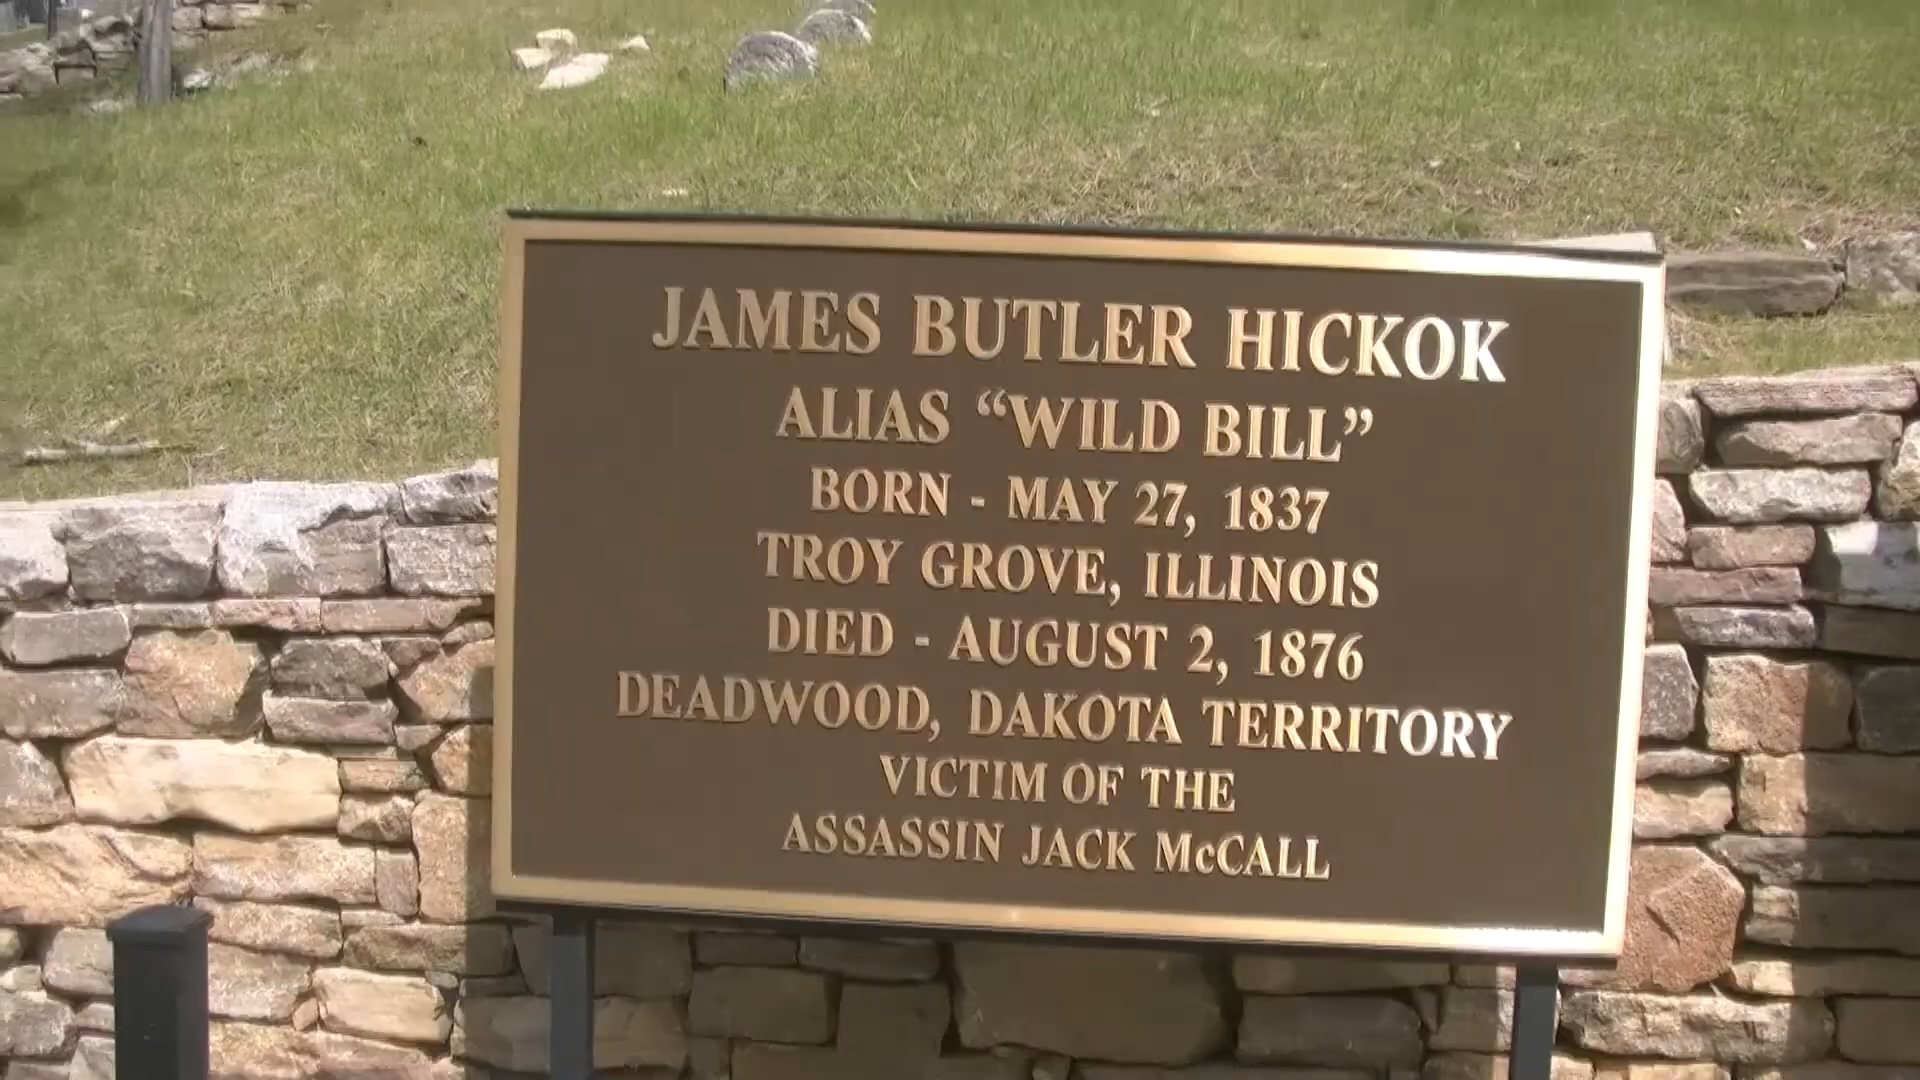 JAMES BUTLER HICKOK
ALIAS “WILD BILL”
BORN - MAY 27, 1837
TROY GROVE, ILLINOIS
DIED - AUGUST 2, 1876
DEADWOOD, DAKOTA TERRITORY
VICTIM OF THE
ASSASSIN JACK McCALL